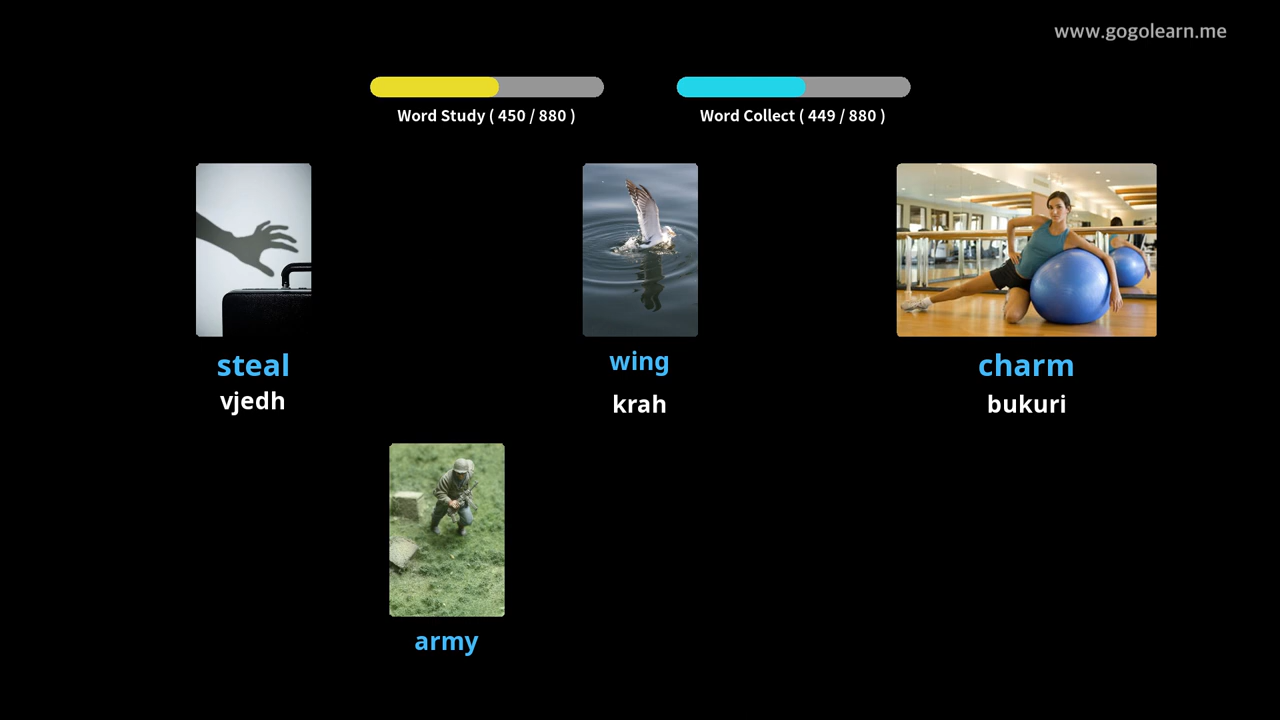 www.gogolearn.me
Word Study ( 450 / 880 )
Word Collect ( 449 / 880 )
steal
vjedh
wing
krah
charm
bukuri
army